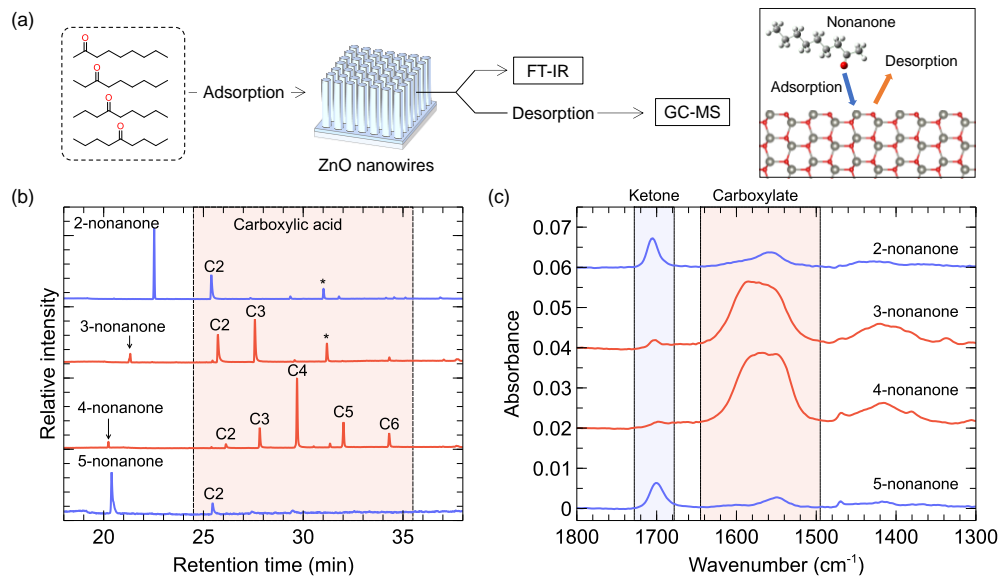 (a)
O
O
O
O
Adsorption
ZnO nanowires
FT-IR
Desorption
GC-MS
Nonanone
Desorption
Adsorption
(b)
Carboxylic acid
2-nonanone
C2
*
3-nonanone
C2
C3
*
4-nonanone
C2
C3
C4
C5
C6
5-nonanone
C2
Relative intensity
20
25
30
35
Retention time (min)
(c)
Ketone
Carboxylate
0.07
0.06
0.05
0.04
0.03
0.02
0.01
0
2-nonanone
3-nonanone
4-nonanone
5-nonanone
Absorbance
1800
1700
1600
1500
1400
1300
Wavenumber (cm⁻¹)